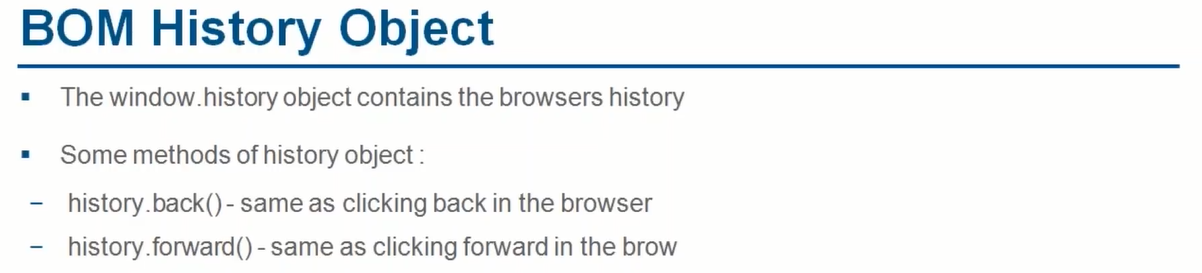 BOM History Object
▪ The window.history object contains the browsers history
▪ Some methods of history object :
– history.back() - same as clicking back in the browser
– history.forward() - same as clicking forward in the brow